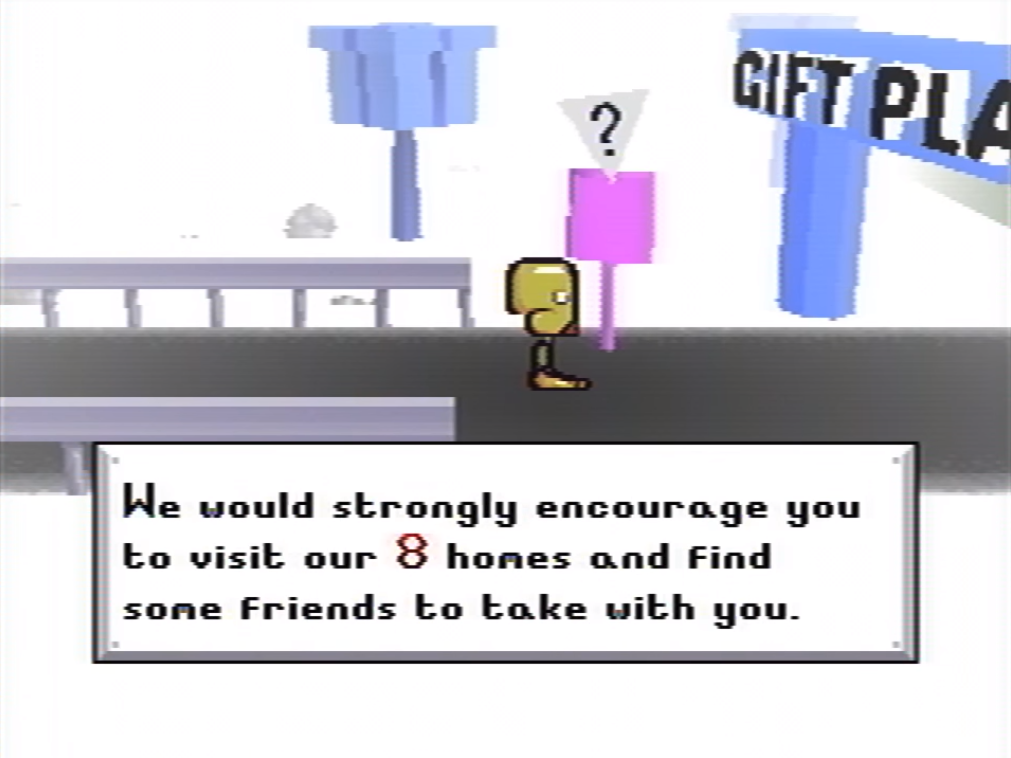 GIFT PLA
?
We would strongly encourage you
to visit our 8 homes and find
some friends to take with you.